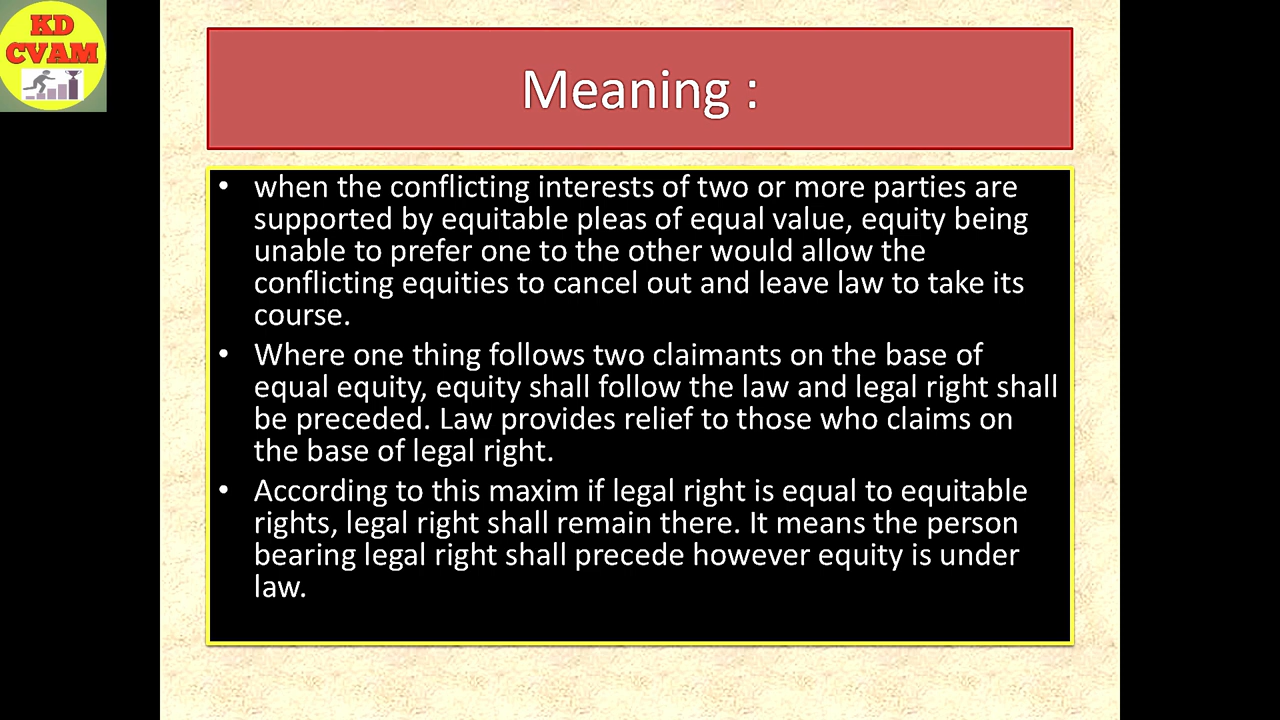 KD
CVAM
Meaning :
• when the conflicting interests of two or more parties are
supported by equitable pleas of equal value, equity being
unable to prefer one to the other would allow the
conflicting equities to cancel out and leave law to take its
course.
• Where one thing follows two claimants on the base of
equal equity, equity shall follow the law and legal right shall
be preceded. Law provides relief to those who claims on
the base of legal right.
• According to this maxim if legal right is equal to equitable
rights, legal right shall remain there. It means the person
bearing legal right shall precede however equity is under
law.